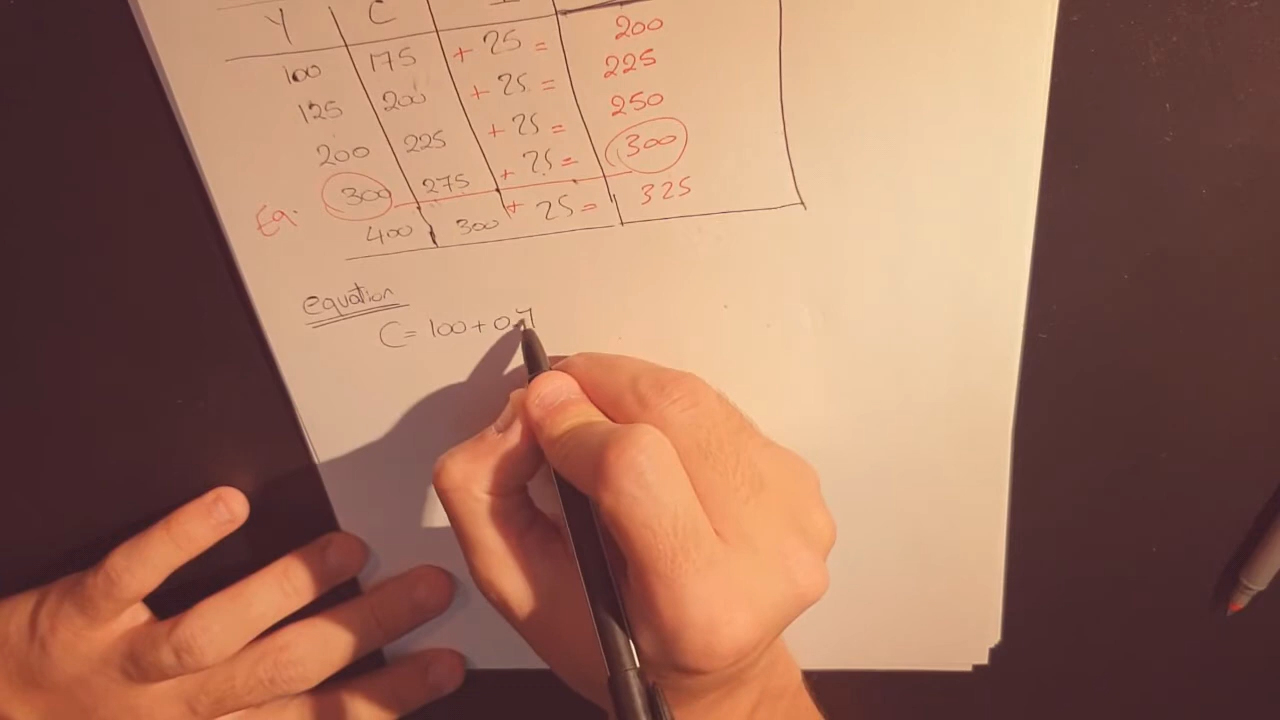 Y C
100 175 + 25 = 200
125 200 + 25 = 225
200 225 + 25 = 250
Eq. 300 275 + 25 = 300
400 300 + 25 = 325
equation
C = 100 + 0.7